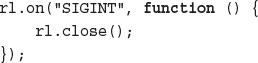 rl.on("SIGINT", function () {
    rl.close();
});